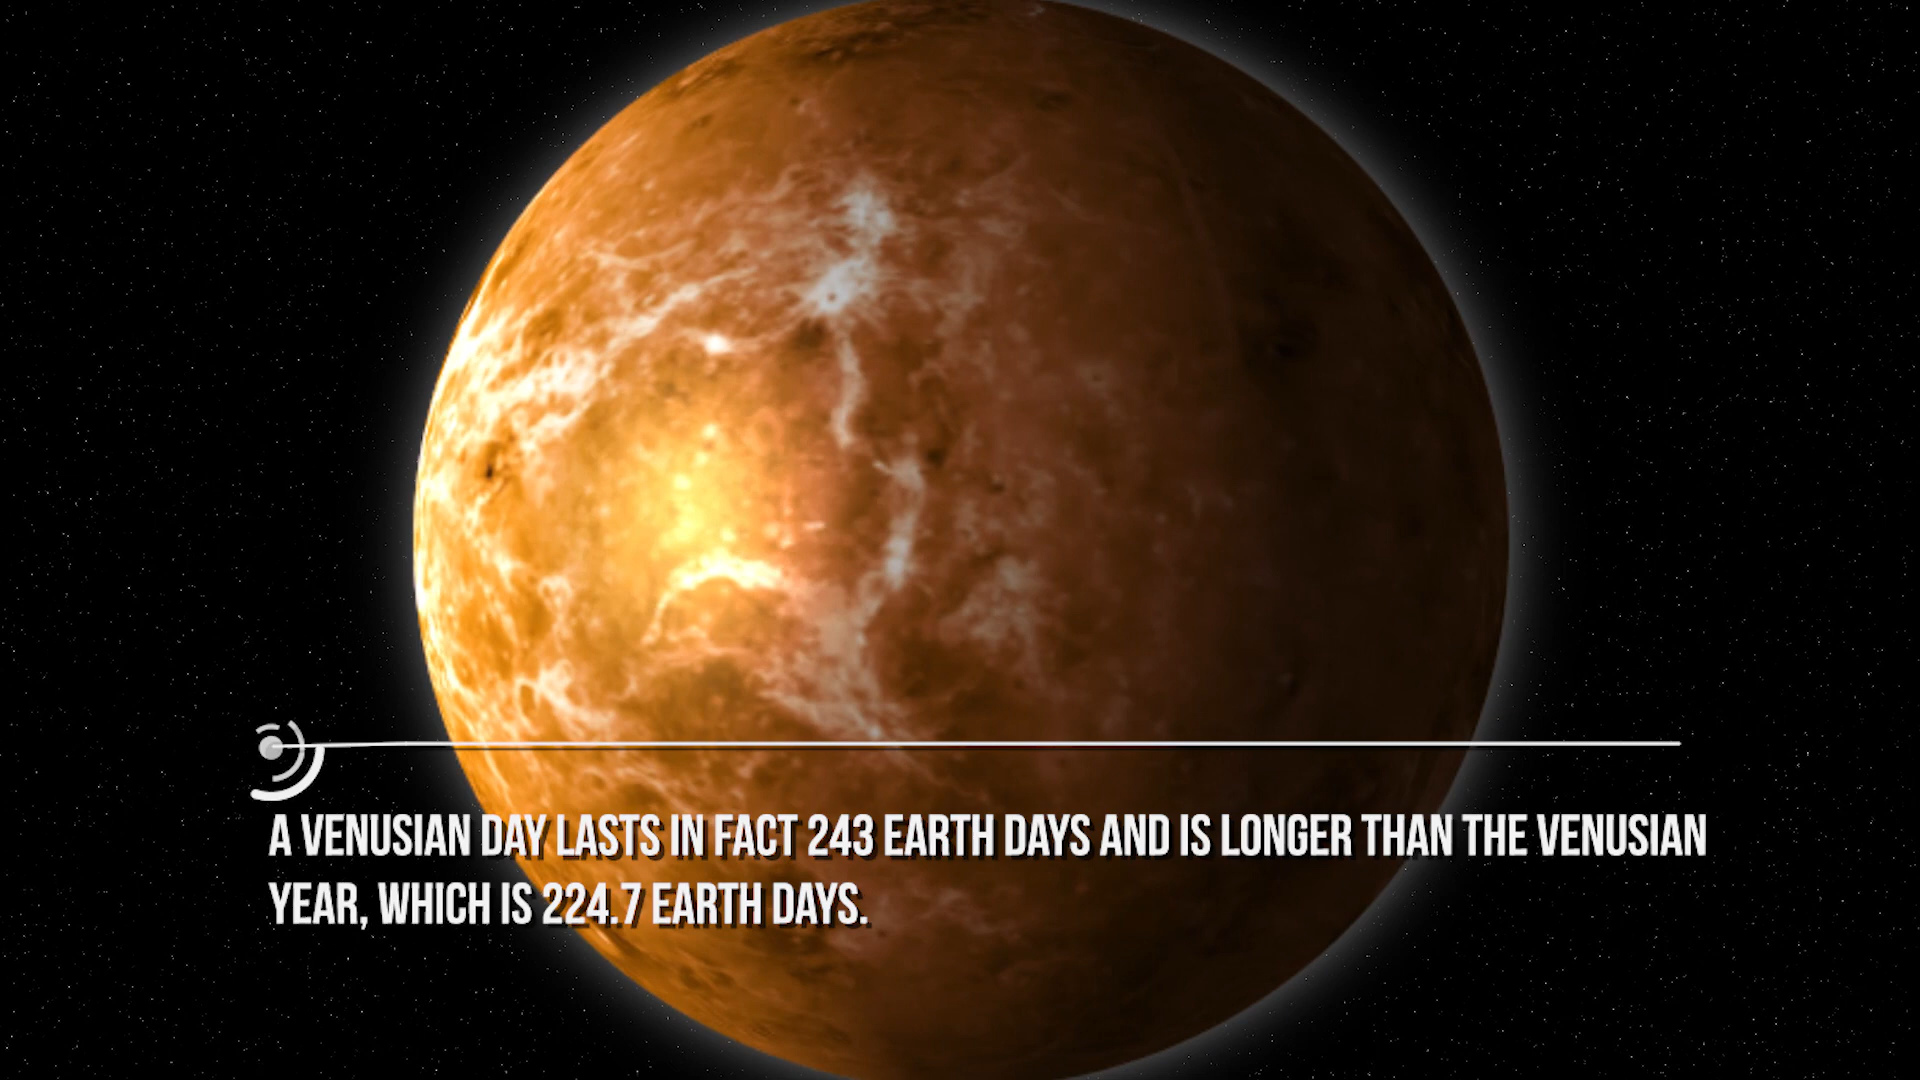 A VENUSIAN DAY LASTS IN FACT 243 EARTH DAYS AND IS LONGER THAN THE VENUSIAN
YEAR, WHICH IS 224.7 EARTH DAYS.